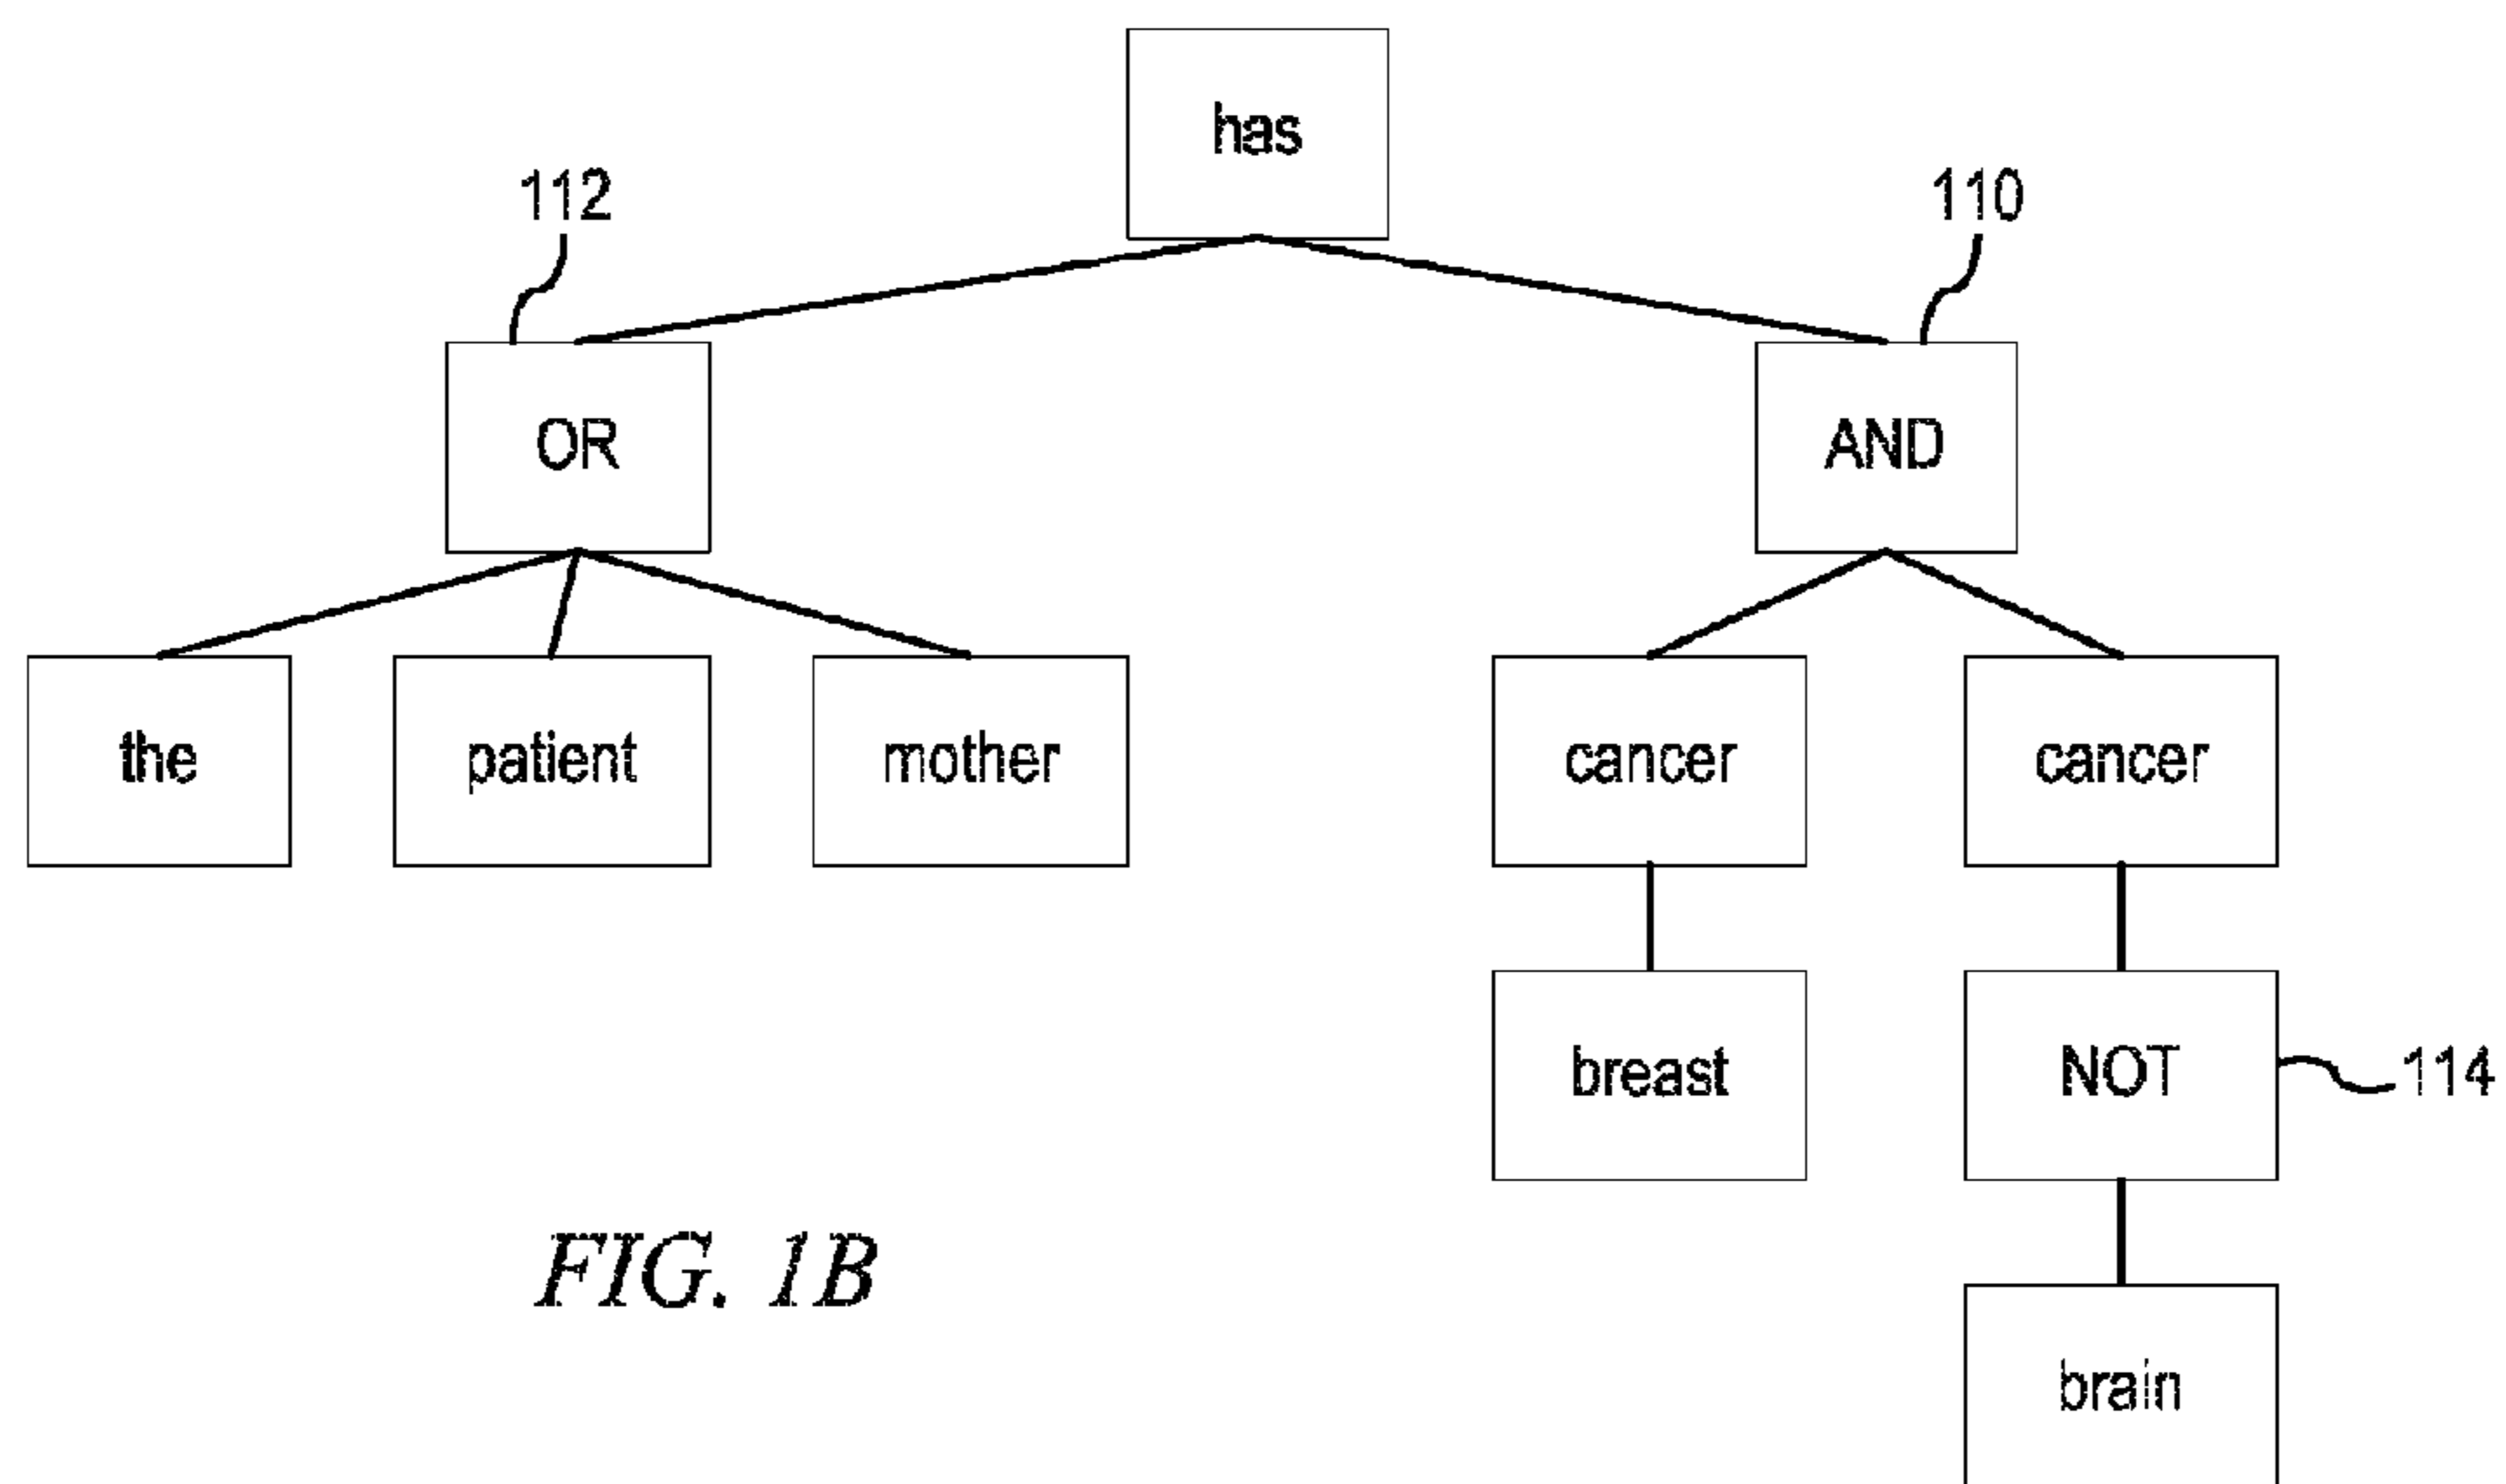 has
112
110
OR
AND
the
patient
mother
cancer
cancer
breast
NOT
114
FIG. 1B
brain